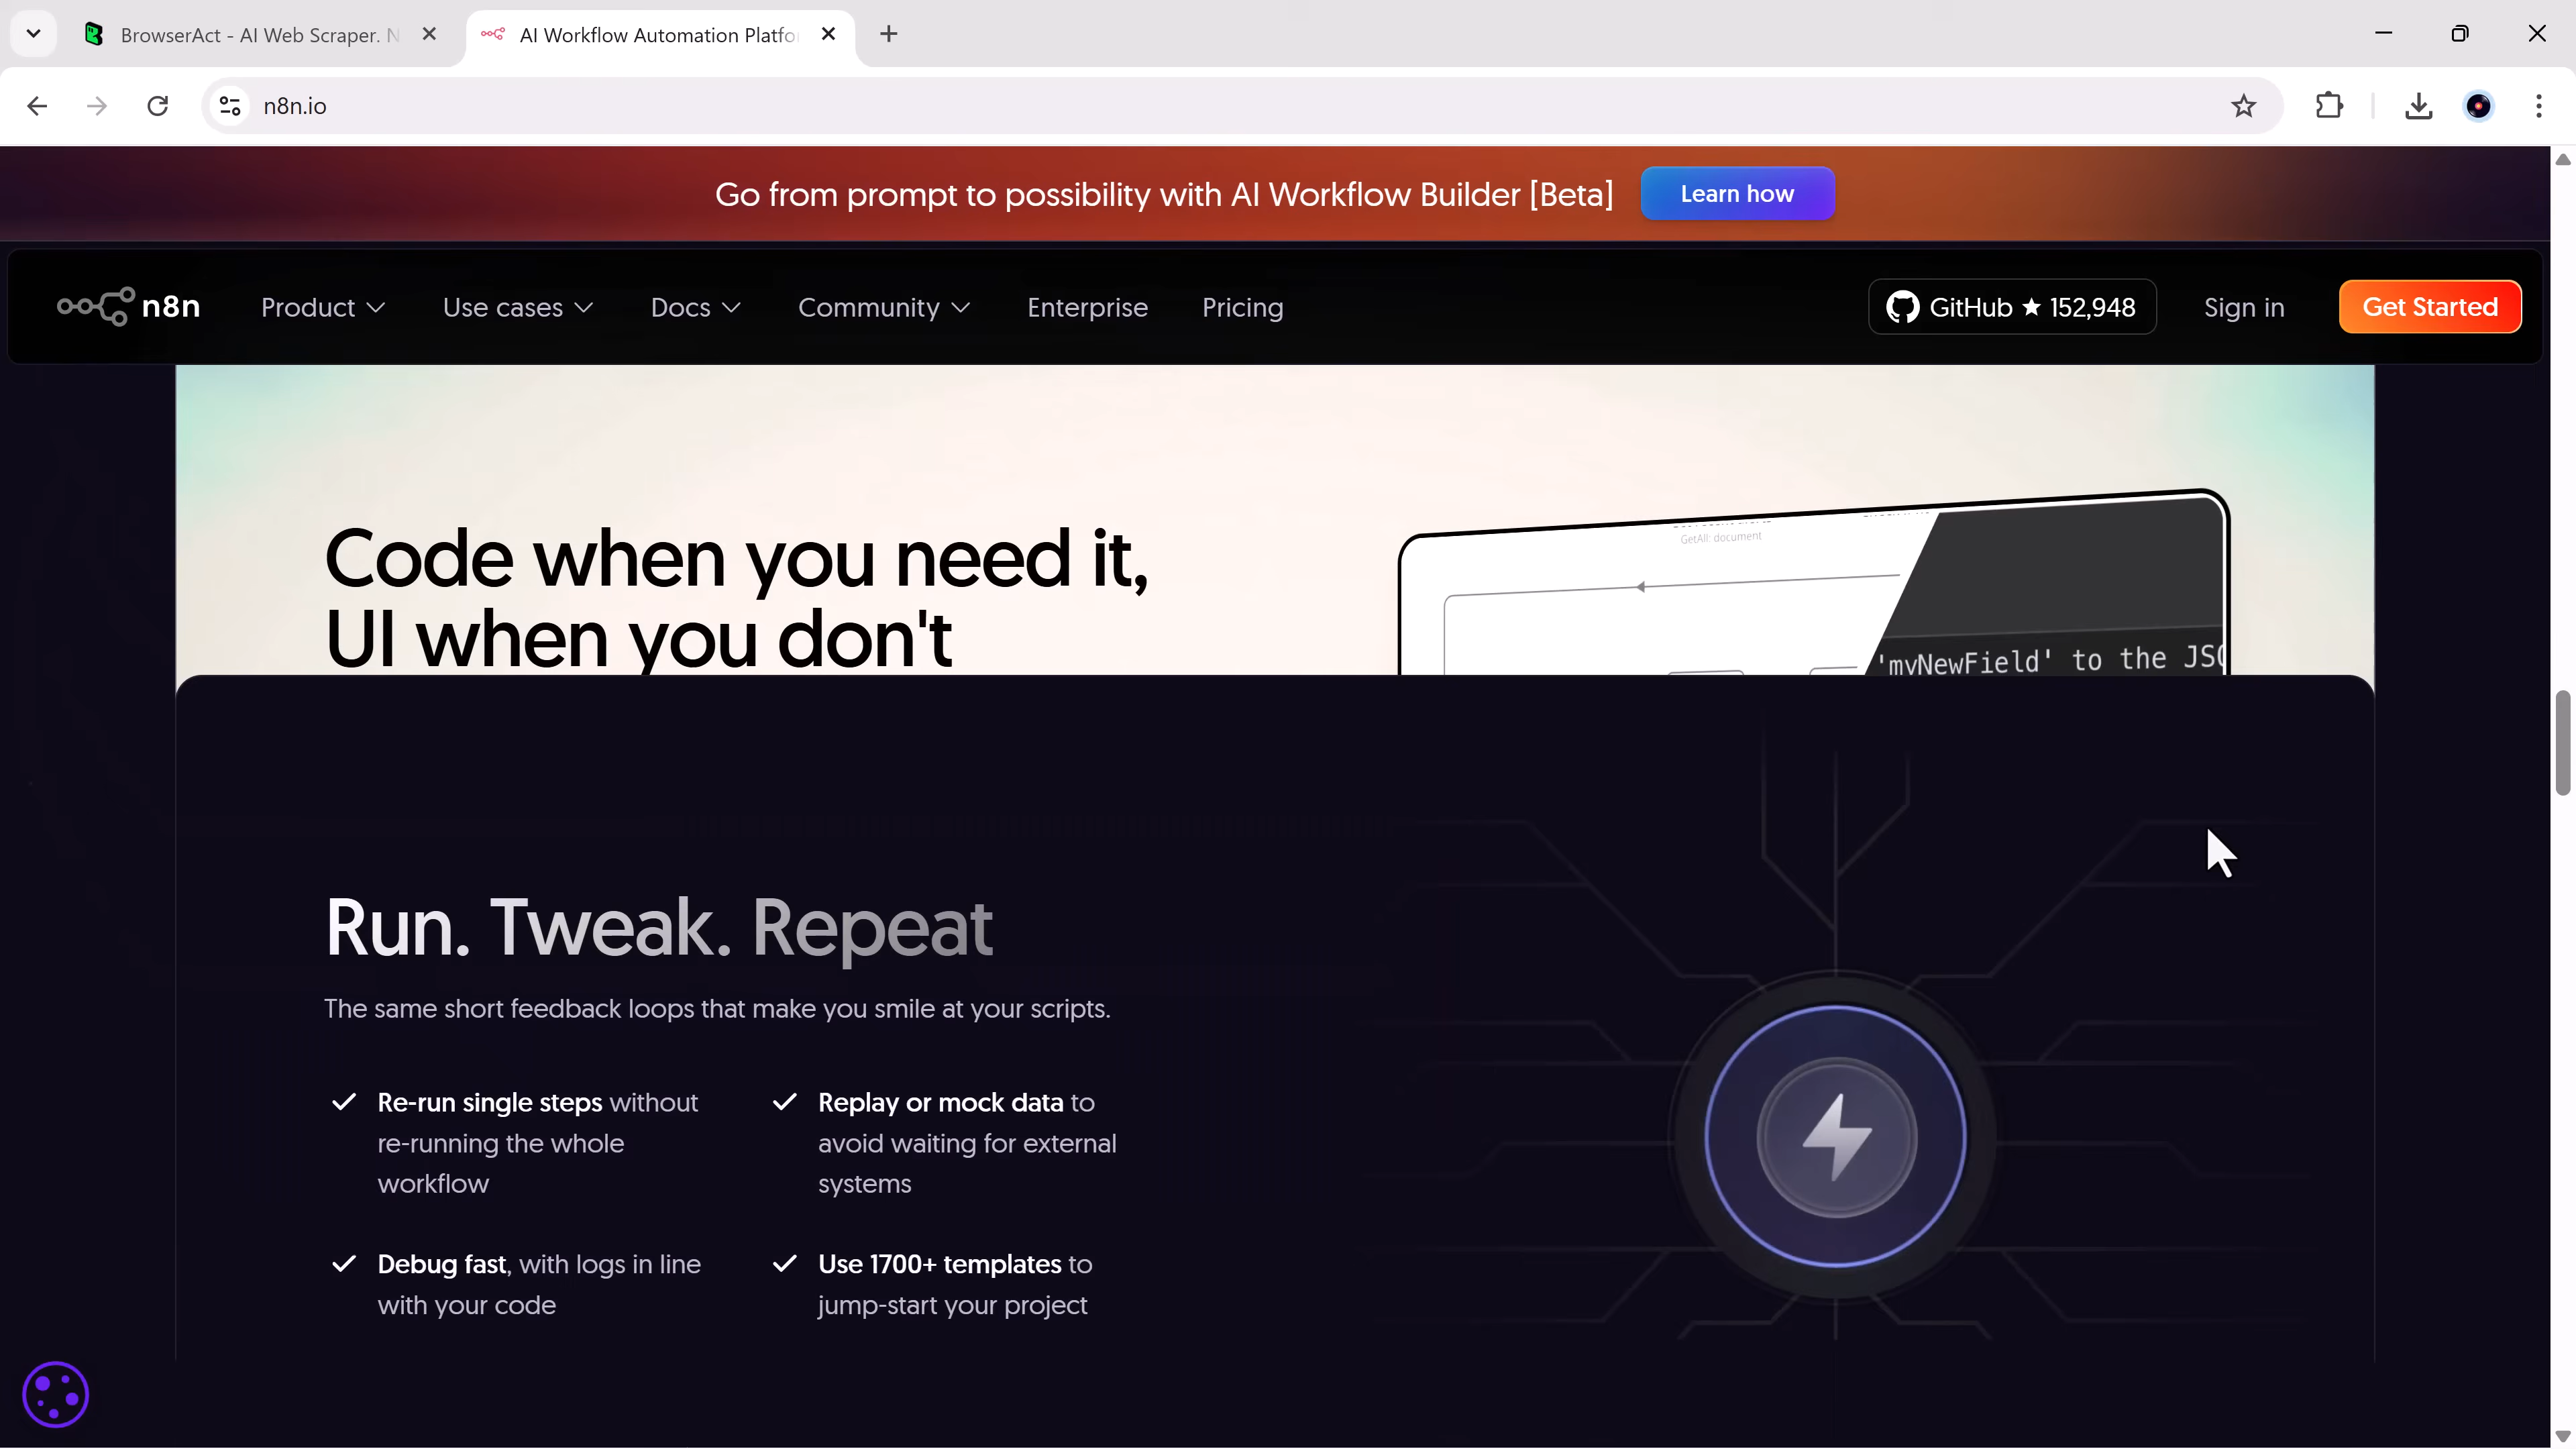 BrowserAct - AI Web Scraper. N
AI Workflow Automation Platfo
n8n.io
Go from prompt to possibility with AI Workflow Builder [Beta]
Learn how
n8n
Product
Use cases
Docs
Community
Enterprise
Pricing
GitHub ★ 152,948
Sign in
Get Started
Code when you need it,
UI when you don't
GetAll: document
'myNewField' to the JSO
Run. Tweak. Repeat
The same short feedback loops that make you smile at your scripts.
Re-run single steps without
re-running the whole
workflow
Replay or mock data to
avoid waiting for external
systems
Debug fast, with logs in line
with your code
Use 1700+ templates to
jump-start your project